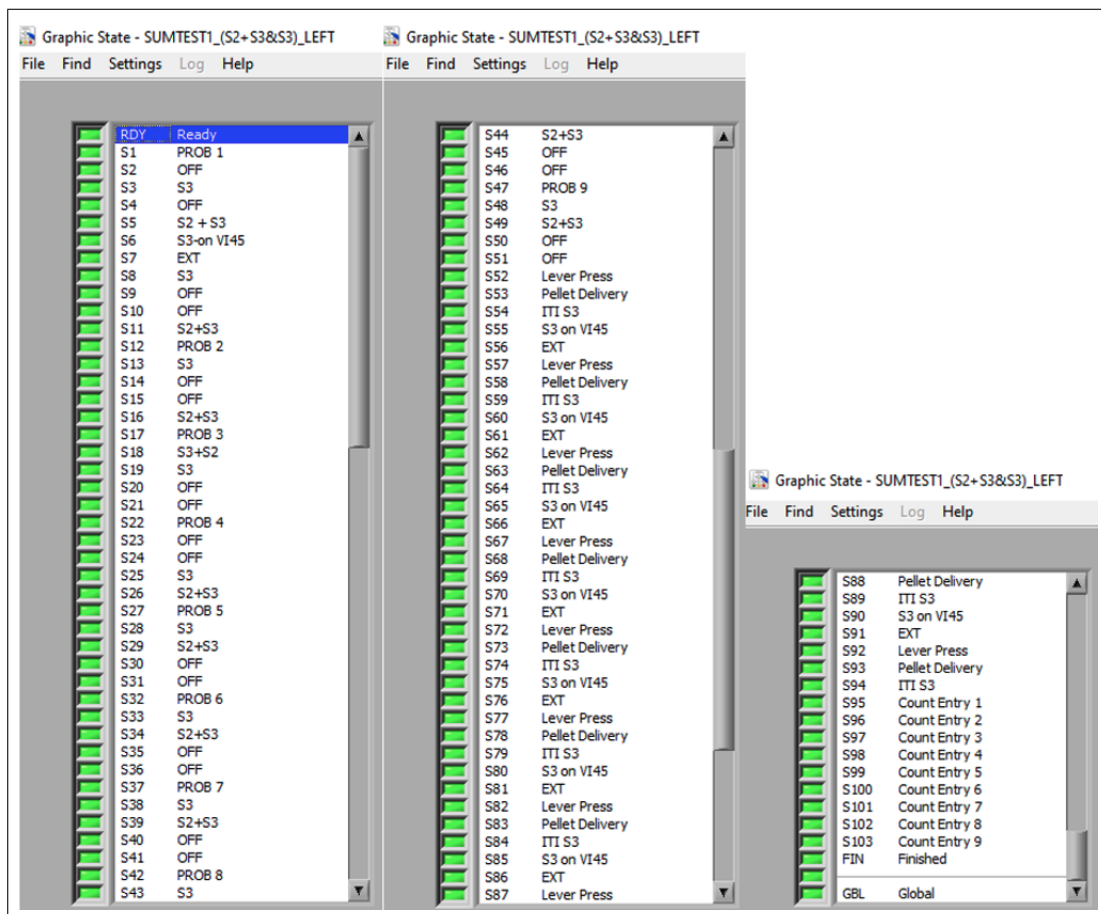 Graphic State - SUMTEST1_(S2+S3&S3)_LEFT
File Find Settings Log Help
RDY Ready
S1 PROB 1
S2 OFF
S3 S3
S4 OFF
S5 S2 + S3
S6 S3-on VI45
S7 EXT
S8 S3
S9 OFF
S10 OFF
S11 S2+S3
S12 PROB 2
S13 S3
S14 OFF
S15 OFF
S16 S2+S3
S17 PROB 3
S18 S3+S2
S19 S3
S20 OFF
S21 OFF
S22 PROB 4
S23 OFF
S24 OFF
S25 S3
S26 S2+S3
S27 PROB 5
S28 S3
S29 S2+S3
S30 OFF
S31 OFF
S32 PROB 6
S33 S3
S34 S2+S3
S35 OFF
S36 OFF
S37 PROB 7
S38 S3
S39 S2+S3
S40 OFF
S41 OFF
S42 PROB 8
S43 S3
Graphic State - SUMTEST1_(S2+S3&S3)_LEFT
File Find Settings Log Help
S44 S2+S3
S45 OFF
S46 OFF
S47 PROB 9
S48 S3
S49 S2+S3
S50 OFF
S51 OFF
S52 Lever Press
S53 Pellet Delivery
S54 ITI S3
S55 S3 on VI45
S56 EXT
S57 Lever Press
S58 Pellet Delivery
S59 ITI S3
S60 S3 on VI45
S61 EXT
S62 Lever Press
S63 Pellet Delivery
S64 ITI S3
S65 S3 on VI45
S66 EXT
S67 Lever Press
S68 Pellet Delivery
S69 ITI S3
S70 S3 on VI45
S71 EXT
S72 Lever Press
S73 Pellet Delivery
S74 ITI S3
S75 S3 on VI45
S76 EXT
S77 Lever Press
S78 Pellet Delivery
S79 ITI S3
S80 S3 on VI45
S81 EXT
S82 Lever Press
S83 Pellet Delivery
S84 ITI S3
S85 S3 on VI45
S86 EXT
S87 Lever Press
Graphic State - SUMTEST1_(S2+S3&S3)_LEFT
File Find Settings Log Help
S88 Pellet Delivery
S89 ITI S3
S90 S3 on VI45
S91 EXT
S92 Lever Press
S93 Pellet Delivery
S94 ITI S3
S95 Count Entry 1
S96 Count Entry 2
S97 Count Entry 3
S98 Count Entry 4
S99 Count Entry 5
S100 Count Entry 6
S101 Count Entry 7
S102 Count Entry 8
S103 Count Entry 9
FIN Finished
GBL Global